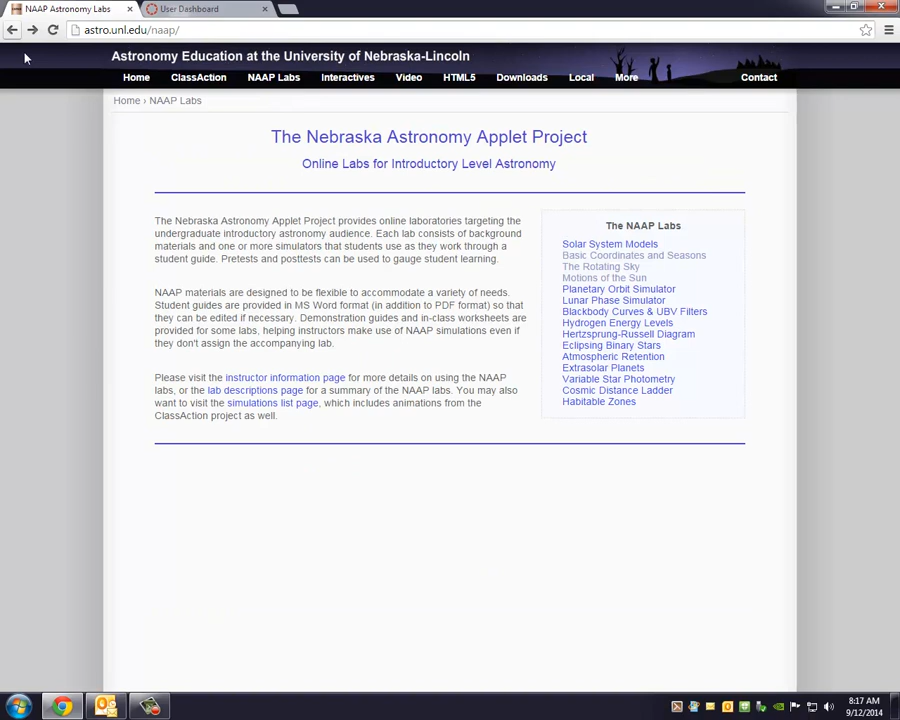 NAAP Astronomy Labs
User Dashboard
astro.unl.edu/naap/
Astronomy Education at the University of Nebraska-Lincoln
Home ClassAction NAAP Labs Interactives Video HTML5 Downloads Local More Contact
Home › NAAP Labs
The Nebraska Astronomy Applet Project
Online Labs for Introductory Level Astronomy
The Nebraska Astronomy Applet Project provides online laboratories targeting the
undergraduate introductory astronomy audience. Each lab consists of background
materials and one or more simulators that students use as they work through a
student guide. Pretests and posttests can be used to gauge student learning.
NAAP materials are designed to be flexible to accommodate a variety of needs.
Student guides are provided in MS Word format (in addition to PDF format) so that
they can be edited if necessary. Demonstration guides and in-class worksheets are
provided for some labs, helping instructors make use of NAAP simulations even if
they don't assign the accompanying lab.
Please visit the instructor information page for more details on using the NAAP
labs, or the lab descriptions page for a summary of the NAAP labs. You may also
want to visit the simulations list page, which includes animations from the
ClassAction project as well.
The NAAP Labs
Solar System Models
Basic Coordinates and Seasons
The Rotating Sky
Motions of the Sun
Planetary Orbit Simulator
Lunar Phase Simulator
Blackbody Curves & UBV Filters
Hydrogen Energy Levels
Hertzsprung-Russell Diagram
Eclipsing Binary Stars
Atmospheric Retention
Extrasolar Planets
Variable Star Photometry
Cosmic Distance Ladder
Habitable Zones
8:17 AM
9/12/2014